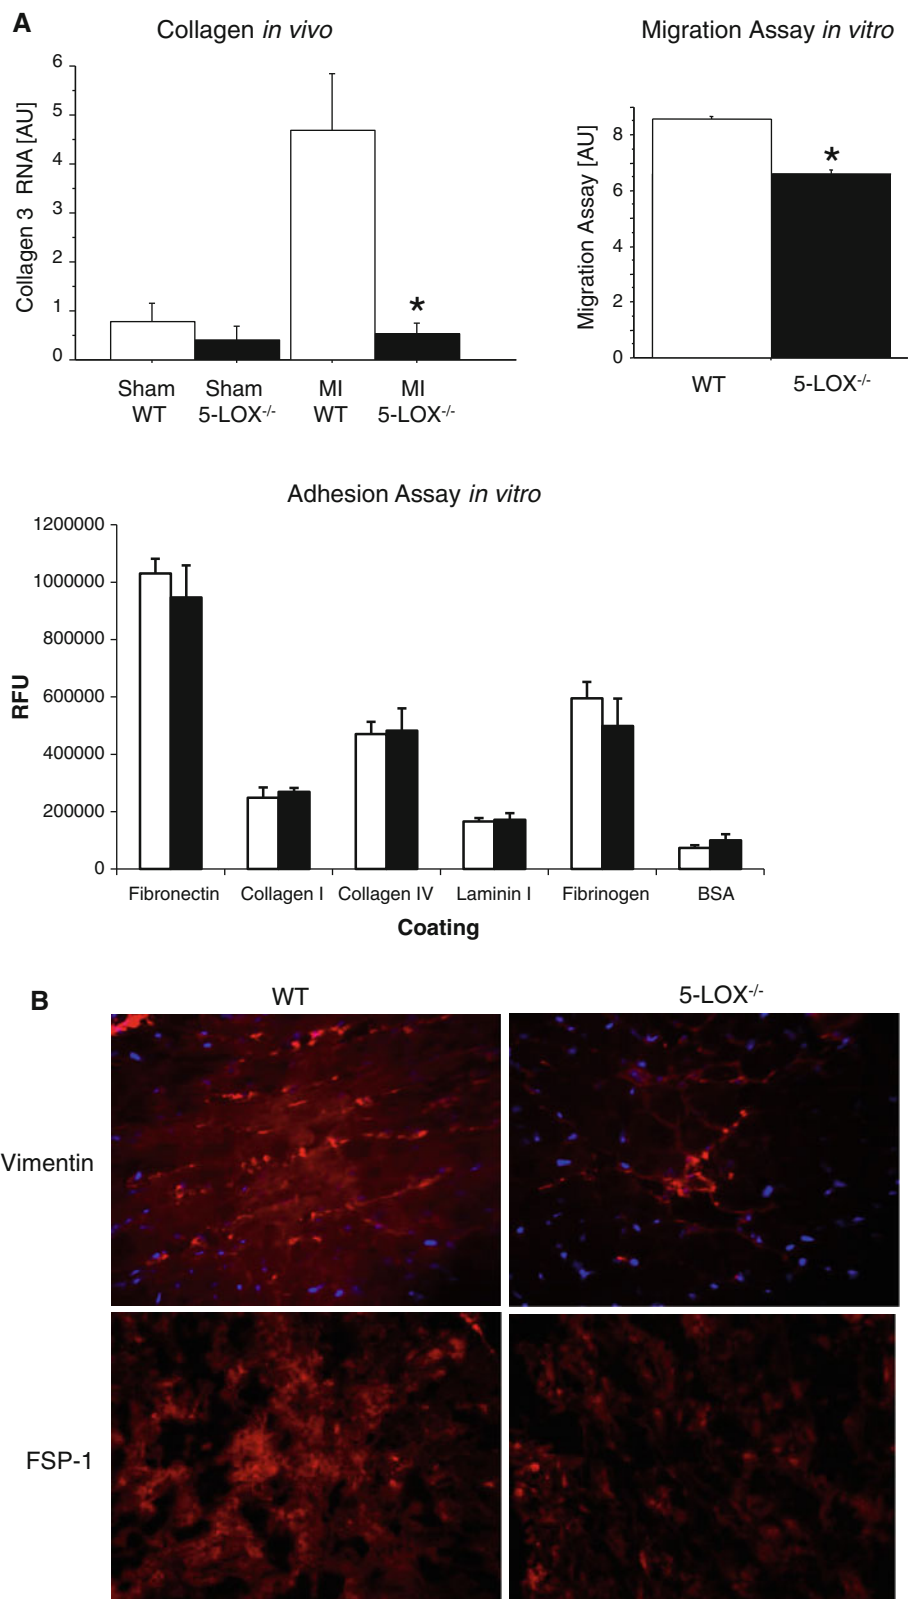 A
Collagen in vivo
Collagen 3 RNA [AU]
6
5
4
3
2
1
0
*
Sham WT
Sham 5-LOX-/-
MI WT
MI 5-LOX-/-
Migration Assay in vitro
Migration Assay [AU]
8
6
4
2
0
*
WT
5-LOX-/-
Adhesion Assay in vitro
RFU
1200000
1000000
800000
600000
400000
200000
0
Fibronectin Collagen I Collagen IV Laminin I Fibrinogen BSA
Coating
B
WT
5-LOX-/-
Vimentin
FSP-1